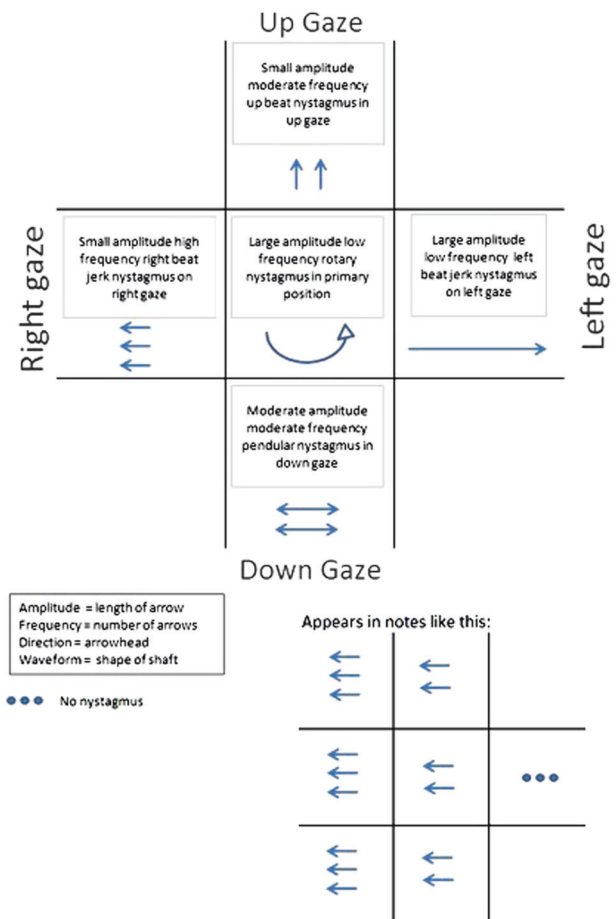 Up Gaze
Small amplitude
moderate frequency
up beat nystagmus in
up gaze
Right gaze
Small amplitude high
frequency right beat
jerk nystagmus on
right gaze
Large amplitude low
frequency rotary
nystagmus in primary
position
Large amplitude
low frequency left
beat jerk nystagmus
on left gaze
Left gaze
Moderate amplitude
moderate frequency
pendular nystagmus in
down gaze
Down Gaze
Amplitude = length of arrow
Frequency = number of arrows
Direction = arrowhead
Waveform = shape of shaft
No nystagmus
Appears in notes like this: